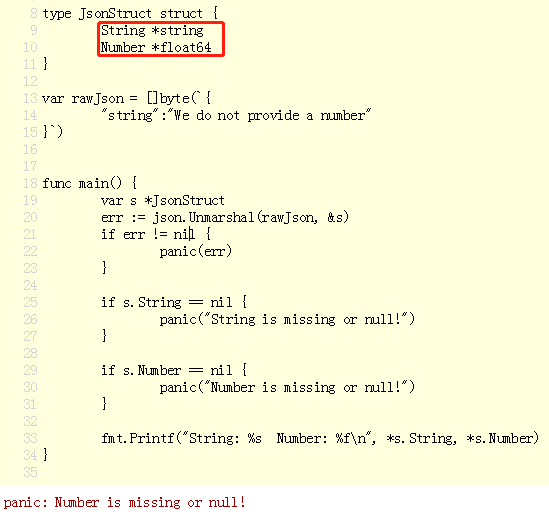 8 type JsonStruct struct {
9 String *string
10 Number *float64
11 }
12
13 var rawJson = []byte(`{
14 "string":"We do not provide a number"
15 }`)
16
17
18 func main() {
19 var s *JsonStruct
20 err := json.Unmarshal(rawJson, &s)
21 if err != nil {
22 panic(err)
23 }
24
25 if s.String == nil {
26 panic("String is missing or null!")
27 }
28
29 if s.Number == nil {
30 panic("Number is missing or null!")
31 }
32
33 fmt.Printf("String: %s  Number: %f\n", *s.String, *s.Number)
34 }
35
panic: Number is missing or null!